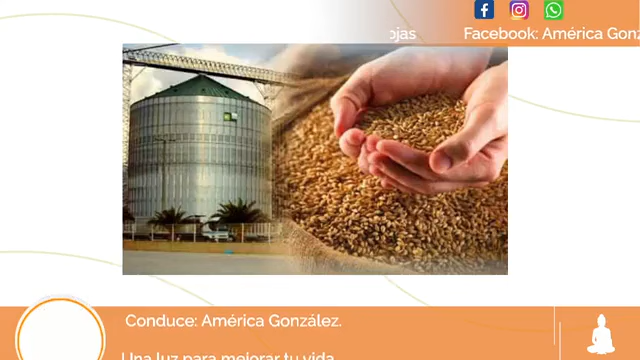 ojas Facebook: América Gonz
Conduce: América González.
Una luz para mejorar tu vida